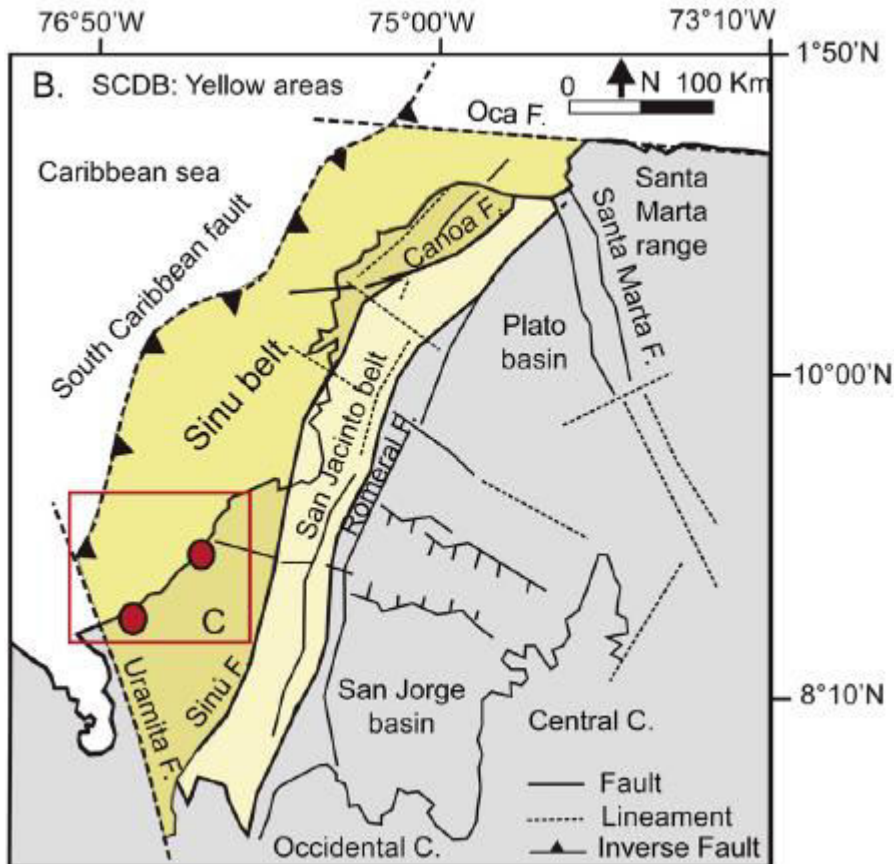 76°50'W 75°00'W 73°10'W
1°50'N
B. SCDB: Yellow areas
0 N 100 Km
Oca F.
Caribbean sea
Santa
Marta
range
Canoa F.
Santa Marta F.
South Caribbean fault
Plato
basin
Sinu belt
10°00'N
San Jacinto belt
Romeral F.
C
Uramita F.
Sinú F.
San Jorge
basin
8°10'N
Central C.
Fault
Lineament
Inverse Fault
Occidental C.